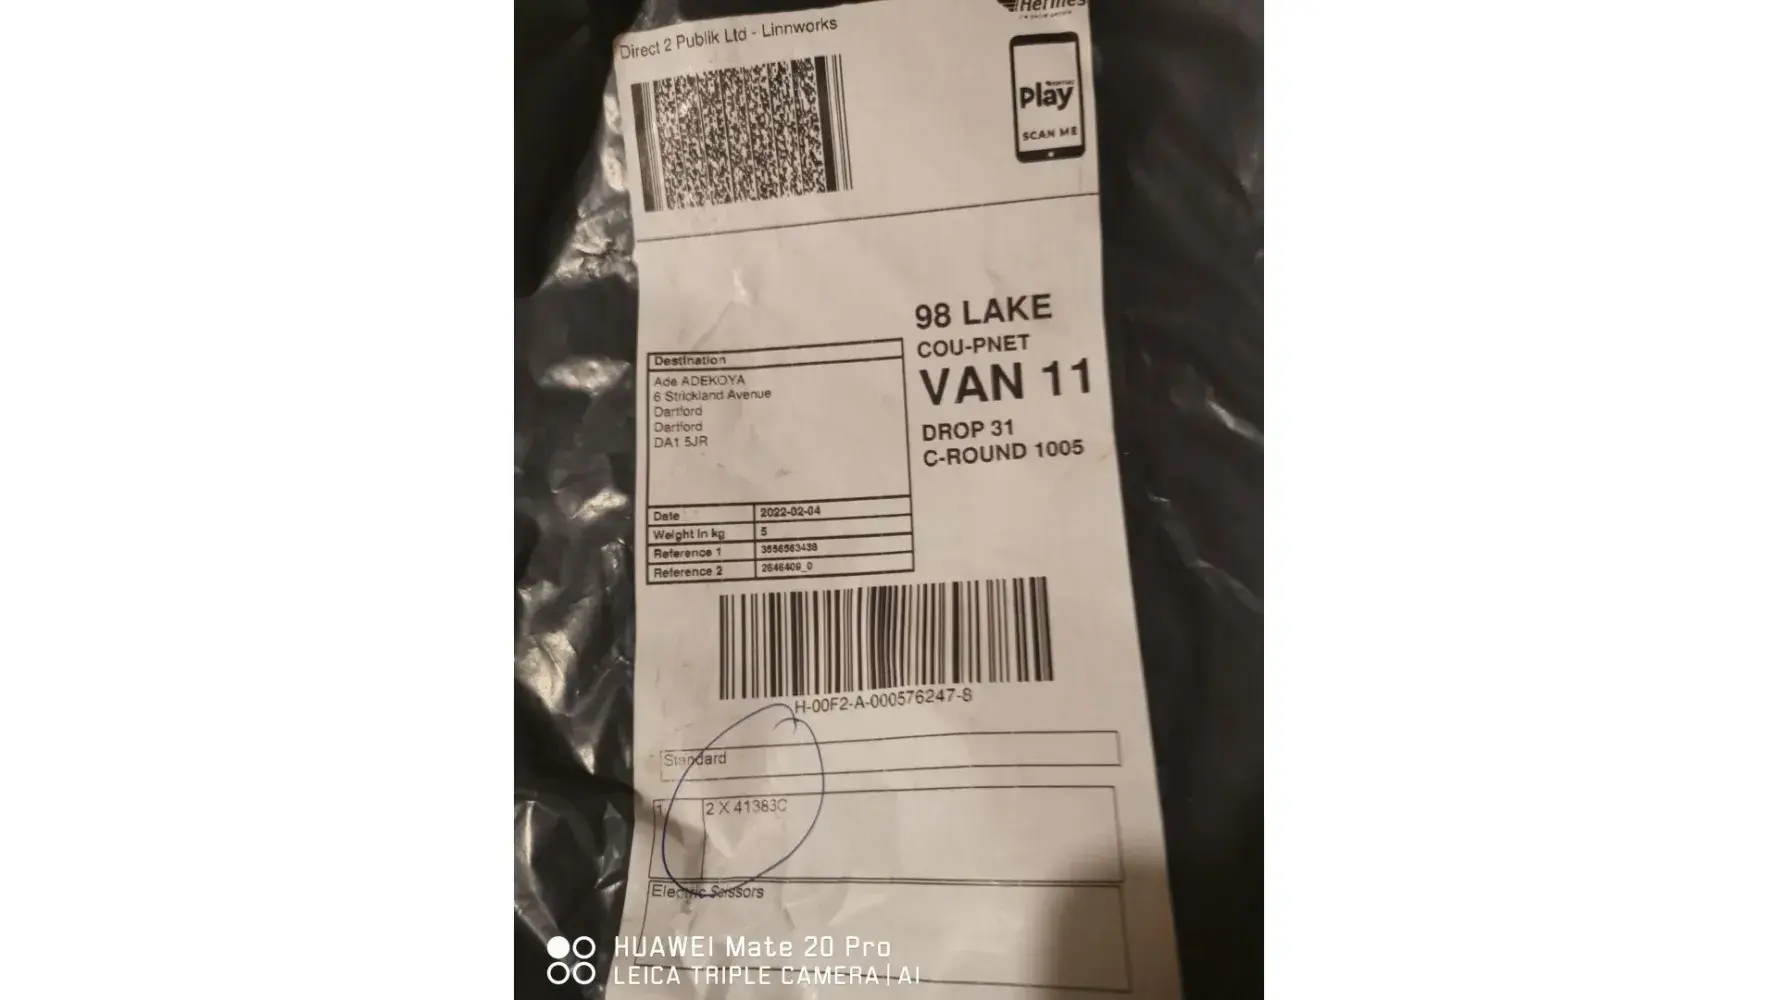 Direct 2 Publik Ltd - Linnworks
Hermes
Play
SCAN ME
98 LAKE
COU-PNET
VAN 11
DROP 31
C-ROUND 1005
Destination
Ade ADEKOYA
6 Strickland Avenue
Dartford
Dartford
DA1 5JR
Date 2022-02-04
Weight in kg 5
Reference 1 3556563438
Reference 2 2646409_0
H-00F2-A-000576247-8
Standard
1 2 X 41383C
Electric Scissors
HUAWEI Mate 20 Pro
LEICA TRIPLE CAMERA | AI